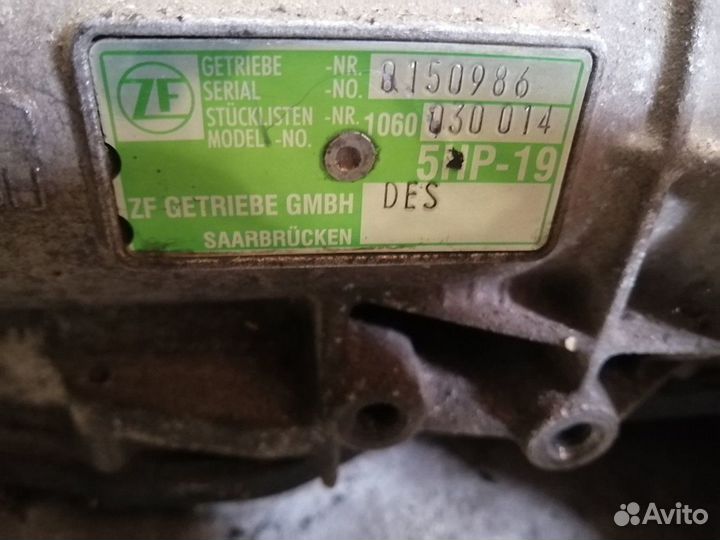 ZF
GETRIEBE -NR.
SERIAL -NO. 0150986
STÜCKLISTEN -NR.
MODEL -NO. 1060 030 014
5HP-19
ZF GETRIEBE GMBH DES
SAARBRÜCKEN
Avito